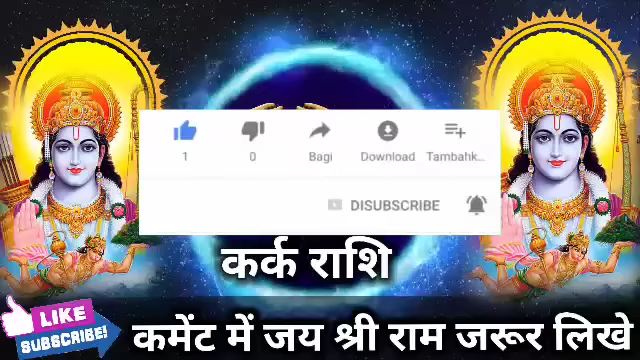 1 0 Bagi Download Tambahk...
DISUBSCRIBE
कर्क राशि
LIKE
SUBSCRIBE!
कमेंट में जय श्री राम जरूर लिखे